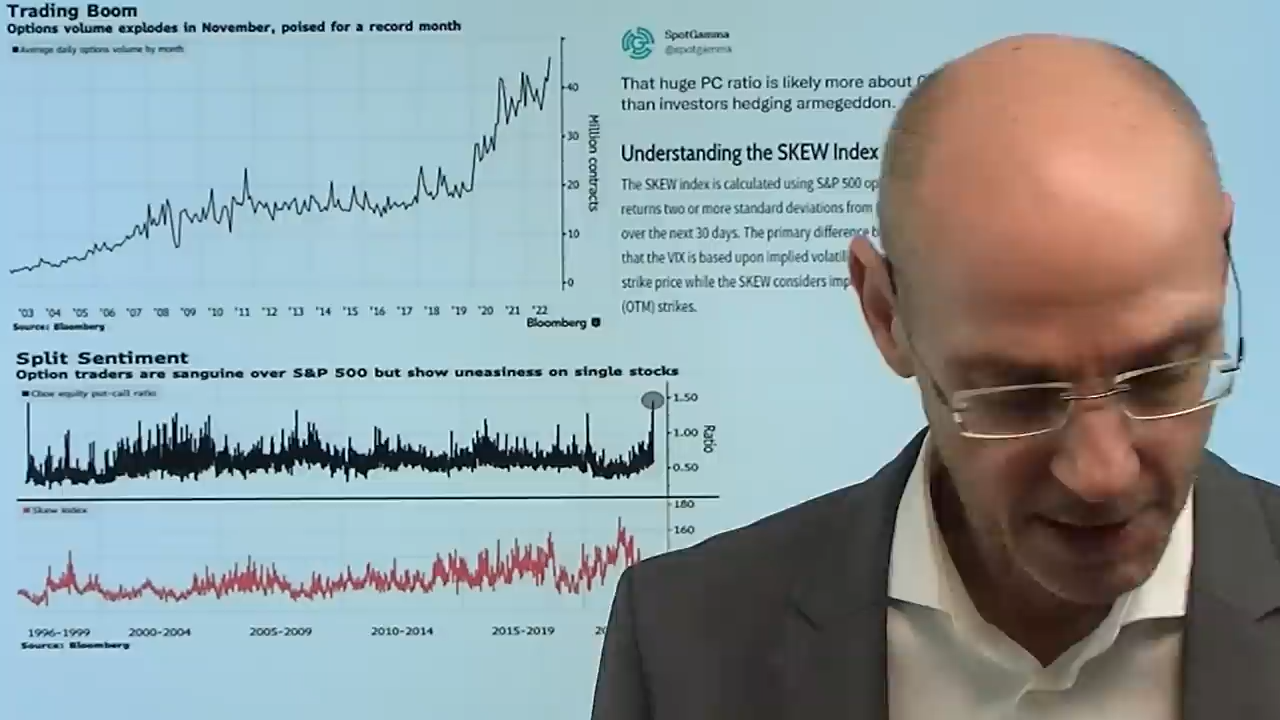 Trading Boom
Options volume explodes in November, poised for a record month
Average daily options volume by month
40
30
20
10
0
Million contracts
'03 '04 '05 '06 '07 '08 '09 '10 '11 '12 '13 '14 '15 '16 '17 '18 '19 '20 '21 '22
Source: Bloomberg
Bloomberg
SpotGamma
@spotgamma
That huge PC ratio is likely more about
than investors hedging armegeddon.
Understanding the SKEW Index
The SKEW index is calculated using S&P 500
returns two or more standard deviations from
over the next 30 days. The primary difference
that the VIX is based upon implied
strike price while the SKEW considers
(OTM) strikes.
Split Sentiment
Option traders are sanguine over S&P 500 but show uneasiness on single stocks
Cboe equity put-call ratio
1.50
1.00
0.50
Ratio
Skew Index
180
160
1996-1999 2000-2004 2005-2009 2010-2014 2015-2019
Source: Bloomberg